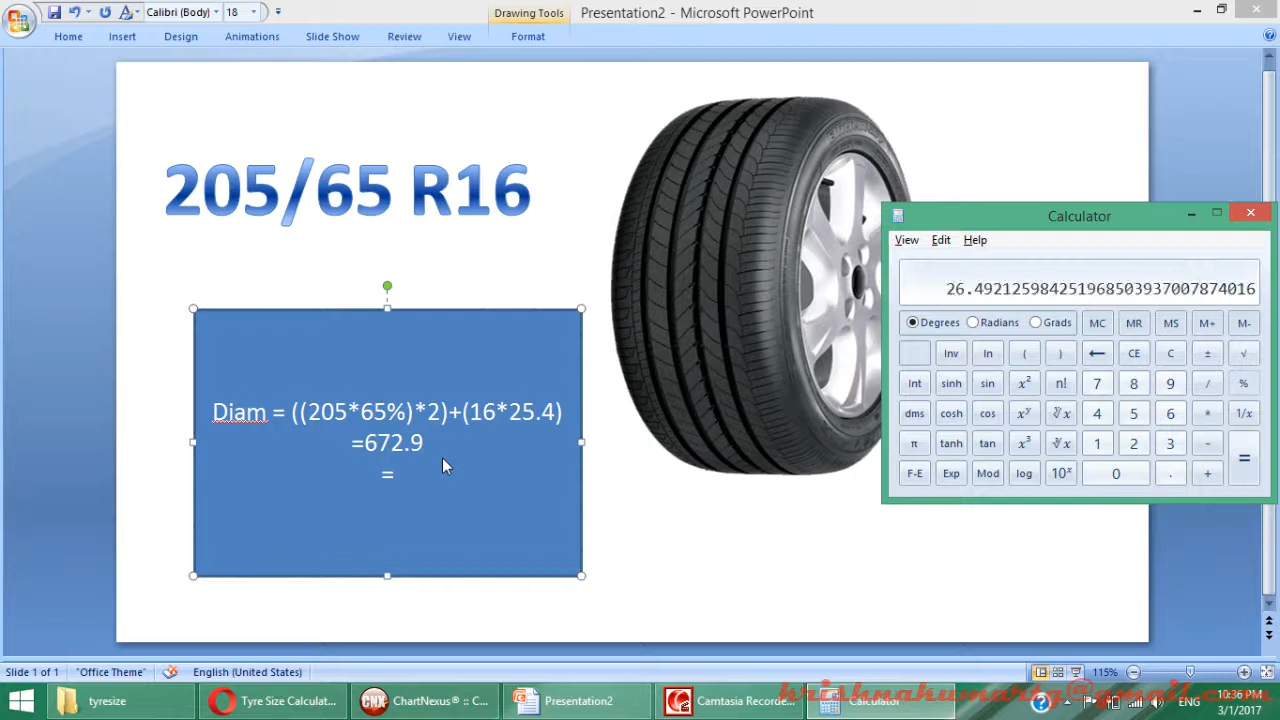 Calibri (Body) 18
Drawing Tools
Presentation2 - Microsoft PowerPoint
Home Insert Design Animations Slide Show Review View Format
205/65 R16
Diam = ((205*65%)*2)+(16*25.4)
=672.9
=
Calculator
View Edit Help
26.492125984251968503937007874016
Degrees Radians Grads MC MR MS M+ M-
Inv ln ( ) ← CE C ± √
Int sinh sin x² n! 7 8 9 / %
dms cosh cos xʸ ʸ√x 4 5 6 * 1/x
π tanh tan x³ ³√x 1 2 3 - =
F-E Exp Mod log 10ˣ 0 . +
Slide 1 of 1 "Office Theme" English (United States) 115%
tyresize
Tyre Size Calculat...
CNX ChartNexus® :: C...
Presentation2
Camtasia Recorde...
Calculator
krishnakumartg@gmail.com
ENG
10:36 PM
3/1/2017